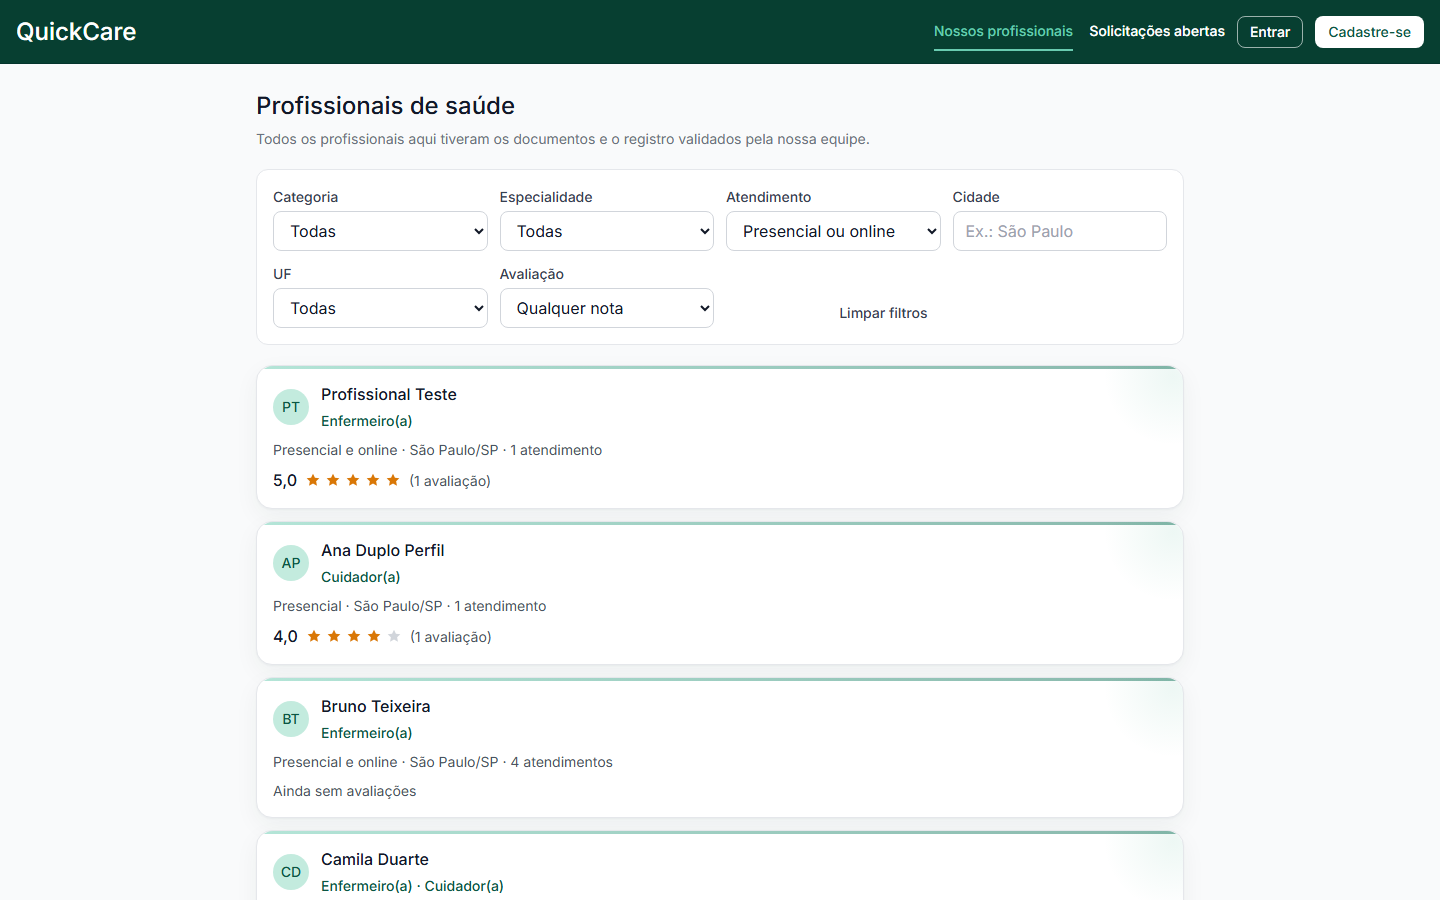 QuickCare
Nossos profissionais
Solicitações abertas
Entrar
Cadastre-se
Profissionais de saúde
Todos os profissionais aqui tiveram os documentos e o registro validados pela nossa equipe.
Categoria
Especialidade
Atendimento
Cidade
Todas
Todas
Presencial ou online
Ex.: São Paulo
UF
Avaliação
Todas
Qualquer nota
Limpar filtros
PT
Profissional Teste
Enfermeiro(a)
Presencial e online · São Paulo/SP · 1 atendimento
5,0 ★ ★ ★ ★ ★ (1 avaliação)
AP
Ana Duplo Perfil
Cuidador(a)
Presencial · São Paulo/SP · 1 atendimento
4,0 ★ ★ ★ ★ ★ (1 avaliação)
BT
Bruno Teixeira
Enfermeiro(a)
Presencial e online · São Paulo/SP · 4 atendimentos
Ainda sem avaliações
CD
Camila Duarte
Enfermeiro(a) · Cuidador(a)